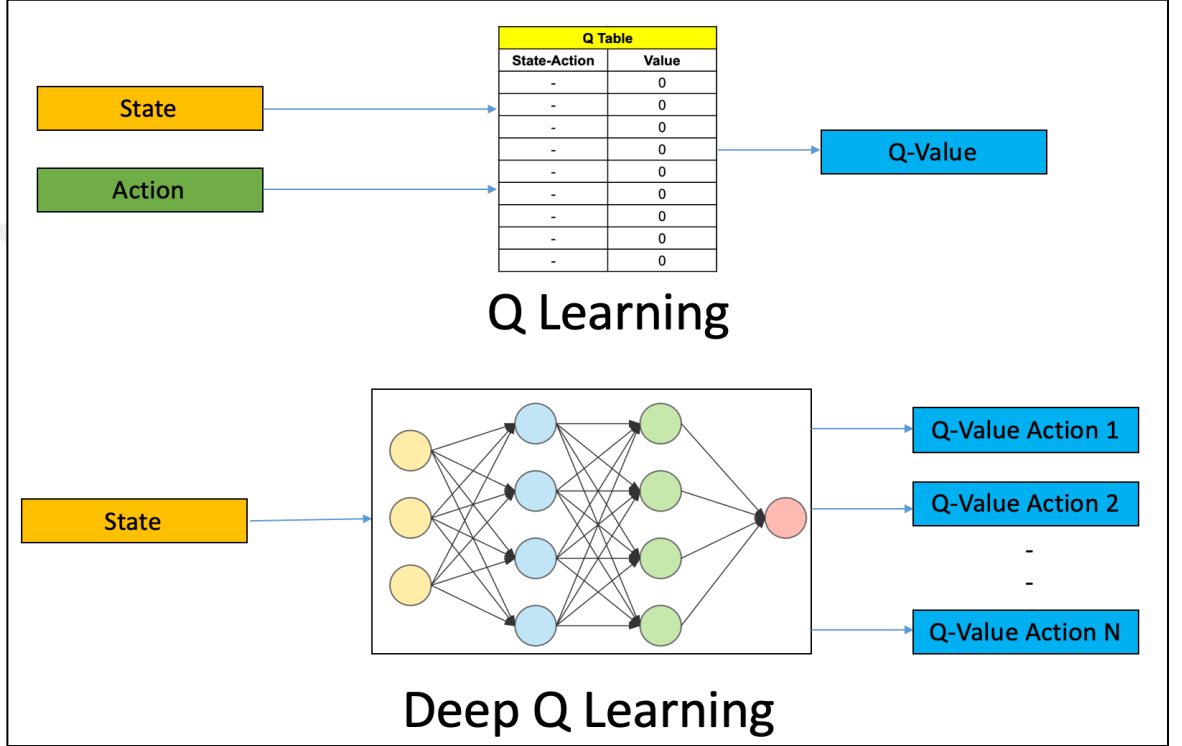 Q Table
State-Action Value
- 0
- 0
- 0
- 0
- 0
- 0
- 0
- 0
- 0
State
Action
Q-Value
Q Learning
State
Q-Value Action 1
Q-Value Action 2
-
-
Q-Value Action N
Deep Q Learning